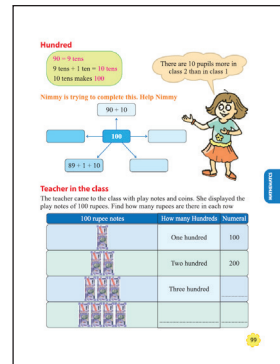 Hundred
90 = 9 tens
9 tens + 1 ten = 10 tens
10 tens makes 100
There are 10 pupils more in
class 2 than in class 1
Nimmy is trying to complete this. Help Nimmy
90 + 10
100
89 + 1 + 10
Teacher in the class
The teacher came to the class with play notes and coins. She displayed the
play notes of 100 rupees. Find how many rupees are there in each row
100 rupee notes How many Hundreds Numeral
One hundred 100
Two hundred 200
Three hundred
MATHEMATICS
99